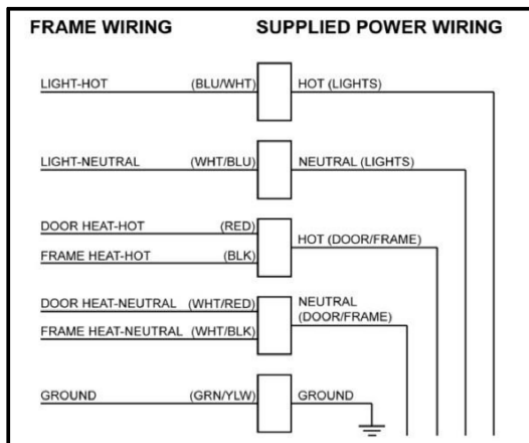 FRAME WIRING SUPPLIED POWER WIRING
LIGHT-HOT (BLU/WHT) HOT (LIGHTS)
LIGHT-NEUTRAL (WHT/BLU) NEUTRAL (LIGHTS)
DOOR HEAT-HOT (RED)
HOT (DOOR/FRAME)
FRAME HEAT-HOT (BLK)
DOOR HEAT-NEUTRAL (WHT/RED) NEUTRAL
(DOOR/FRAME)
FRAME HEAT-NEUTRAL (WHT/BLK)
GROUND (GRN/YLW) GROUND